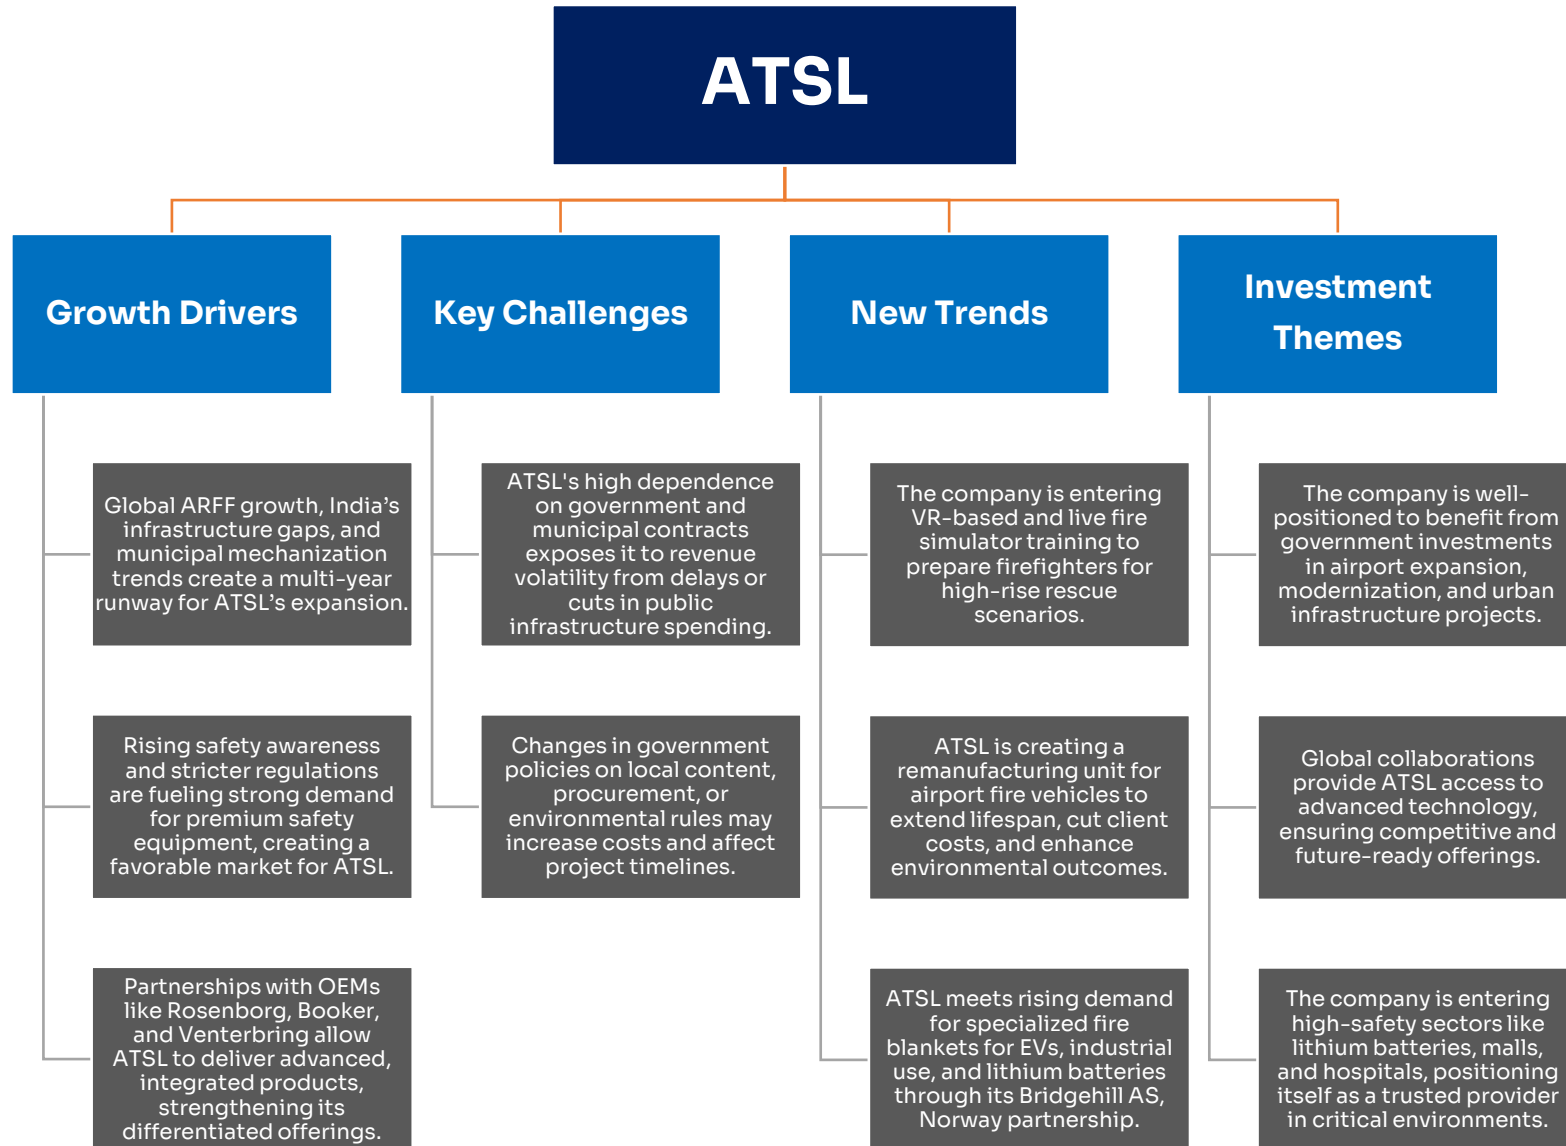 ATSL
Growth Drivers
Global ARFF growth, India’s
infrastructure gaps, and
municipal mechanization
trends create a multi-year
runway for ATSL’s expansion.
Rising safety awareness
and stricter regulations
are fueling strong demand
for premium safety
equipment, creating a
favorable market for ATSL.
Partnerships with OEMs
like Rosenborg, Booker,
and Venterbring allow
ATSL to deliver advanced,
integrated products,
strengthening its
differentiated offerings.
Key Challenges
ATSL's high dependence
on government and
municipal contracts
exposes it to revenue
volatility from delays or
cuts in public
infrastructure spending.
Changes in government
policies on local content,
procurement, or
environmental rules may
increase costs and affect
project timelines.
New Trends
The company is entering
VR-based and live fire
simulator training to
prepare firefighters for
high-rise rescue
scenarios.
ATSL is creating a
remanufacturing unit for
airport fire vehicles to
extend lifespan, cut client
costs, and enhance
environmental outcomes.
ATSL meets rising demand
for specialized fire
blankets for EVs, industrial
use, and lithium batteries
through its Bridgehill AS,
Norway partnership.
Investment
Themes
The company is well-
positioned to benefit from
government investments
in airport expansion,
modernization, and urban
infrastructure projects.
Global collaborations
provide ATSL access to
advanced technology,
ensuring competitive and
future-ready offerings.
The company is entering
high-safety sectors like
lithium batteries, malls,
and hospitals, positioning
itself as a trusted provider
in critical environments.